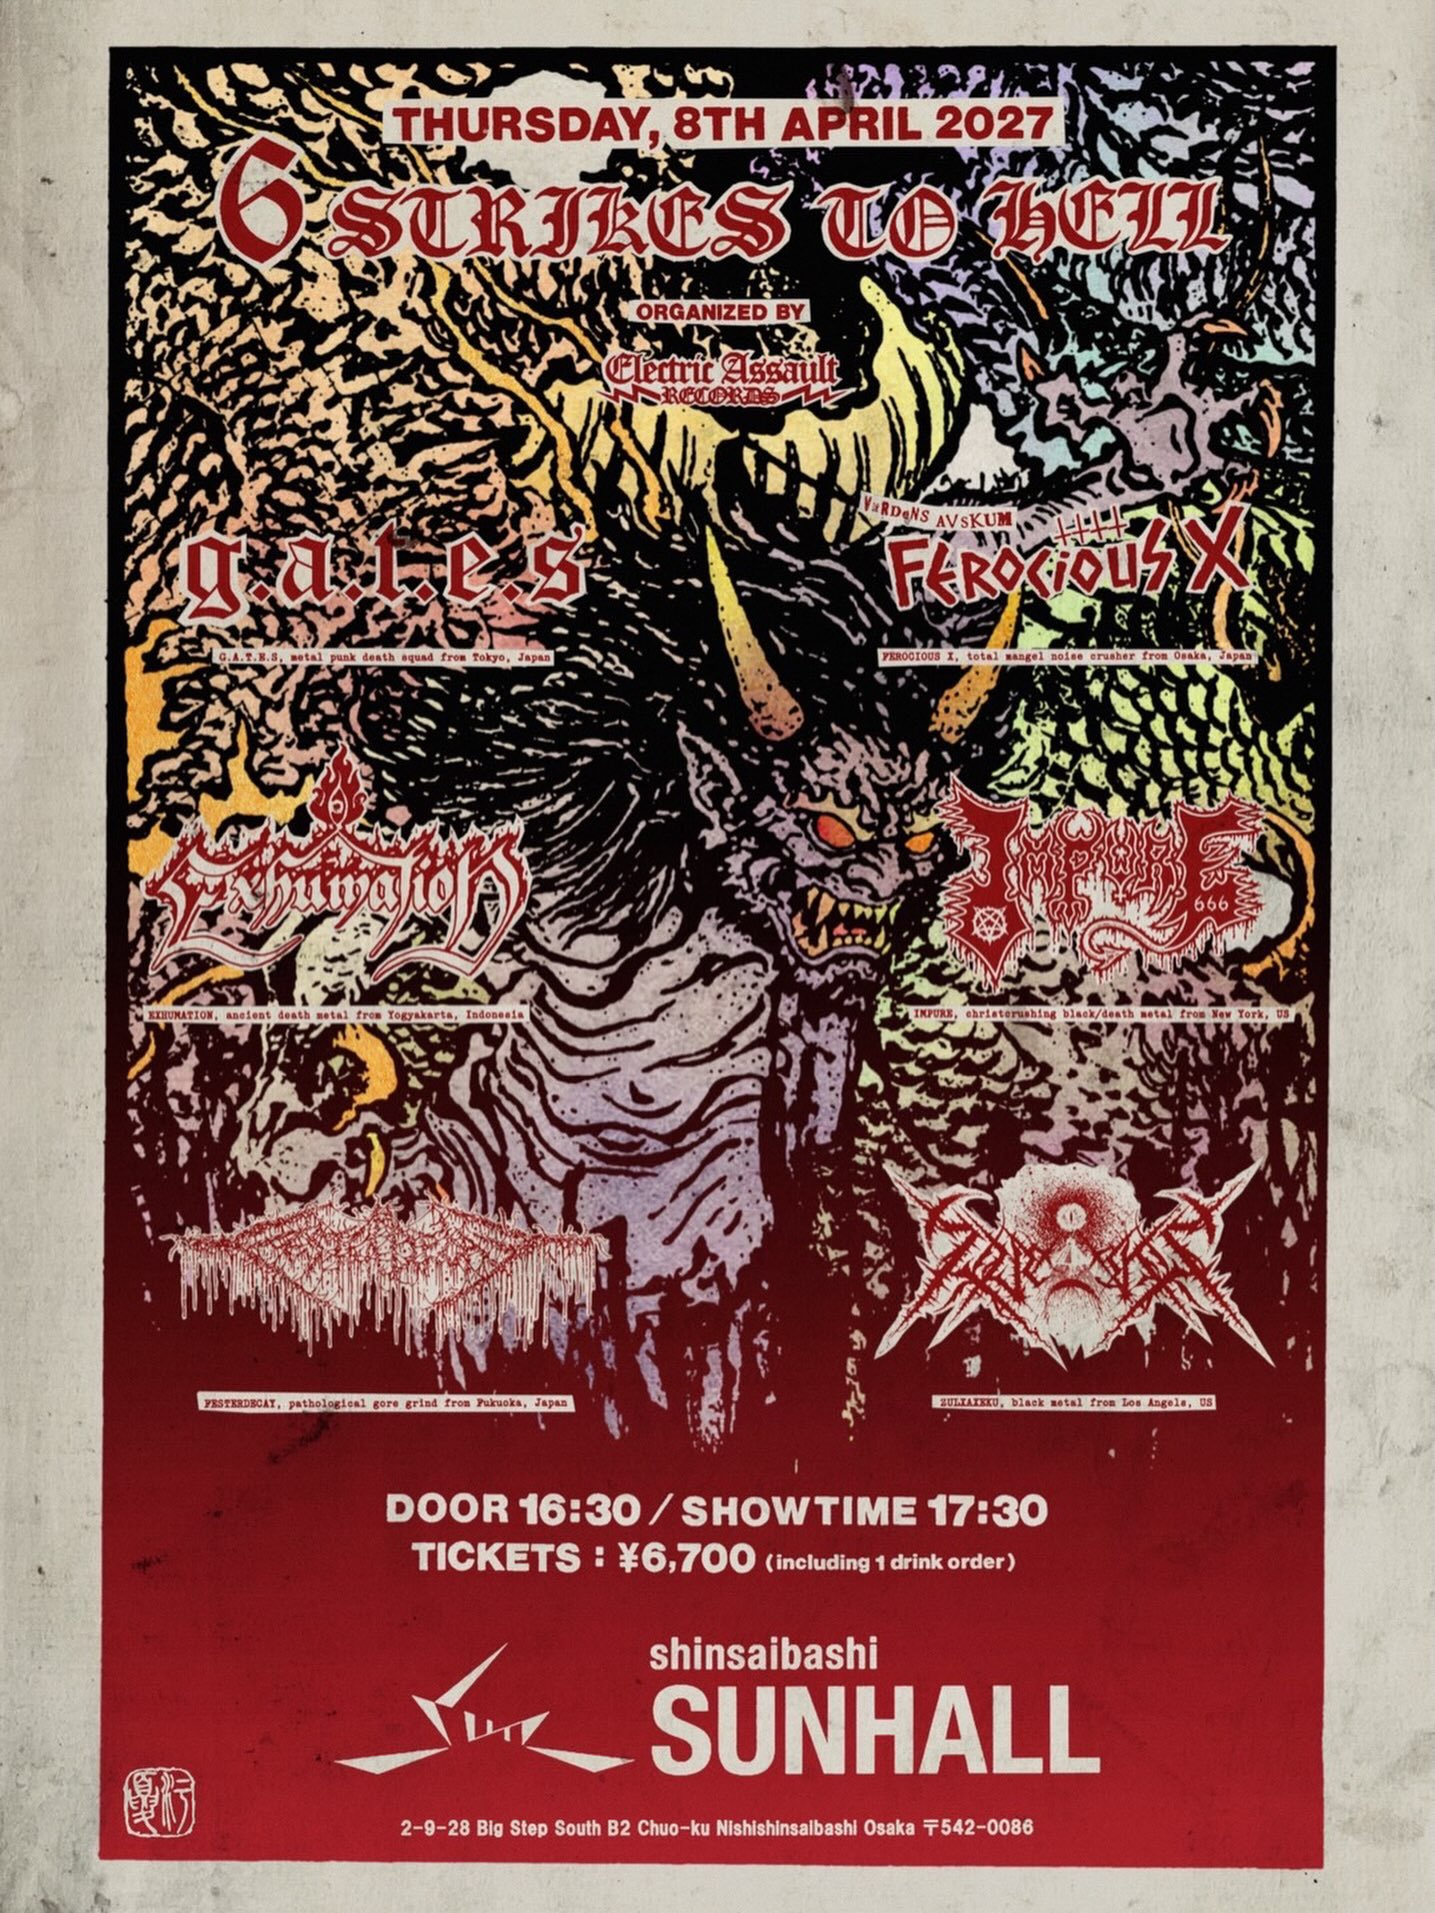 THURSDAY, 8TH APRIL 2027
6 STRIKES TO HELL
ORGANIZED BY
Electric Assault
RECORDS
g.a.t.e.s
VäRDeNS AVsKUM
FEROCIOUS X
G.A.T.E.S, metal punk death squad from Tokyo, Japan
FEROCIOUS X, total mangel noise crusher from Osaka, Japan
Exhumation
IMPURE
666
EXHUMATION, ancient death metal from Yogyakarta, Indonesia
IMPURE, christcrushing black/death metal from New York, US
FESTERDECAY
FESTERDECAY, pathological gore grind from Fukuoka, Japan
ZULXAXEKU, black metal from Los Angels, US
DOOR 16:30 / SHOWTIME 17:30
TICKETS : ¥6,700 (including 1 drink order)
shinsaibashi
Sun
SUNHALL
2-9-28 Big Step South B2 Chuo-ku Nishishinsaibashi Osaka 〒542-0086